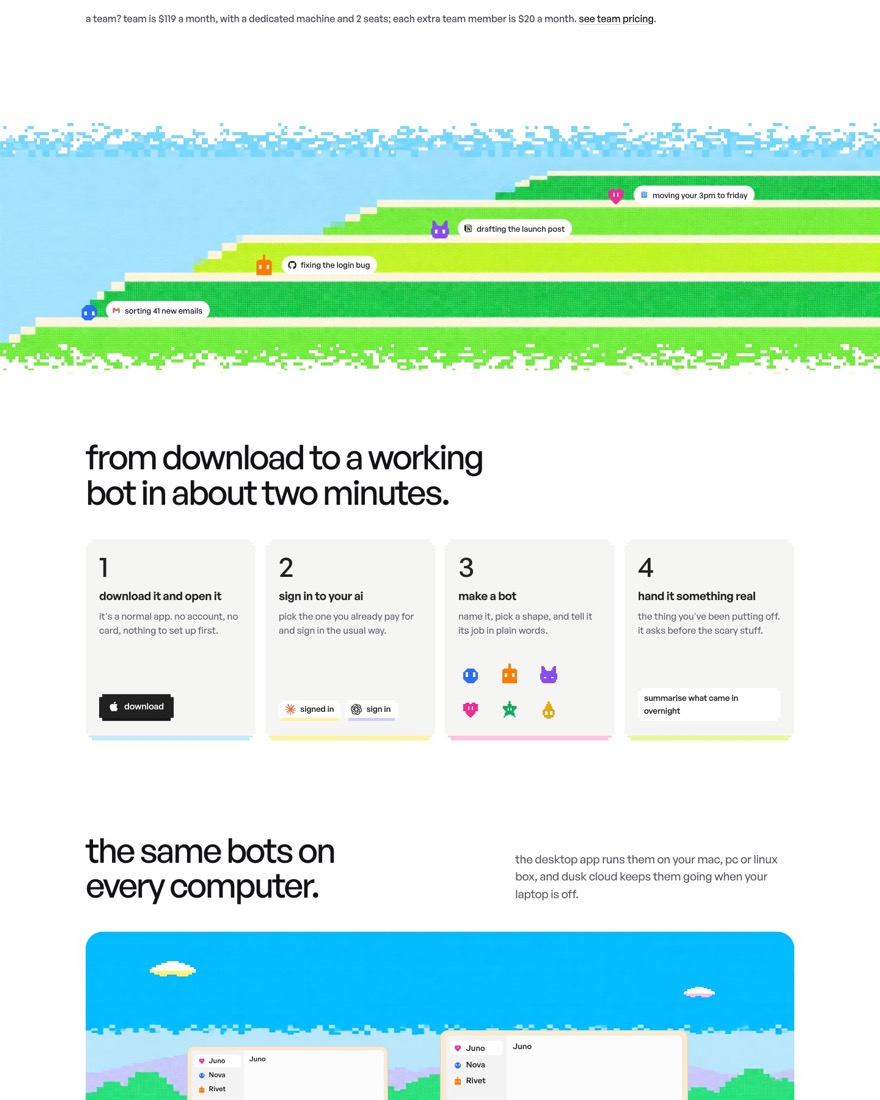 a team? team is $119 a month, with a dedicated machine and 2 seats; each extra team member is $20 a month. see team pricing.
moving your 3pm to friday
drafting the launch post
fixing the login bug
sorting 41 new emails
from download to a working
bot in about two minutes.
1
download it and open it
it's a normal app. no account, no
card, nothing to set up first.
download
2
sign in to your ai
pick the one you already pay for
and sign in the usual way.
signed in
sign in
3
make a bot
name it, pick a shape, and tell it
its job in plain words.
4
hand it something real
the thing you've been putting off.
it asks before the scary stuff.
summarise what came in
overnight
the same bots on
every computer.
the desktop app runs them on your mac, pc or linux
box, and dusk cloud keeps them going when your
laptop is off.
Juno
Nova
Rivet
Juno
Juno
Nova
Rivet
Juno